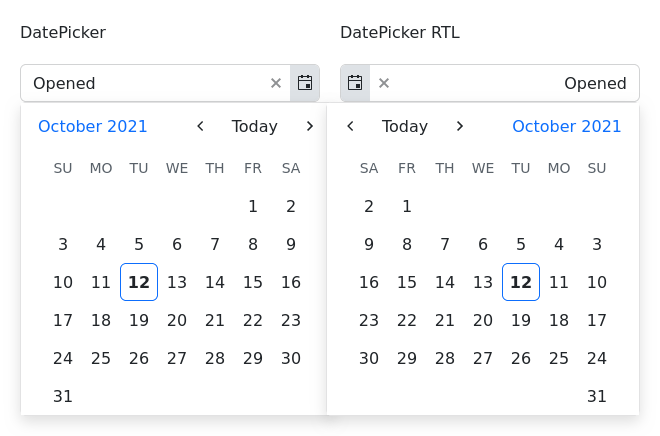 DatePicker
Opened
October 2021 Today
SU MO TU WE TH FR SA
1 2
3 4 5 6 7 8 9
10 11 12 13 14 15 16
17 18 19 20 21 22 23
24 25 26 27 28 29 30
31
DatePicker RTL
Opened
Today October 2021
SA FR TH WE TU MO SU
2 1
9 8 7 6 5 4 3
16 15 14 13 12 11 10
23 22 21 20 19 18 17
30 29 28 27 26 25 24
31